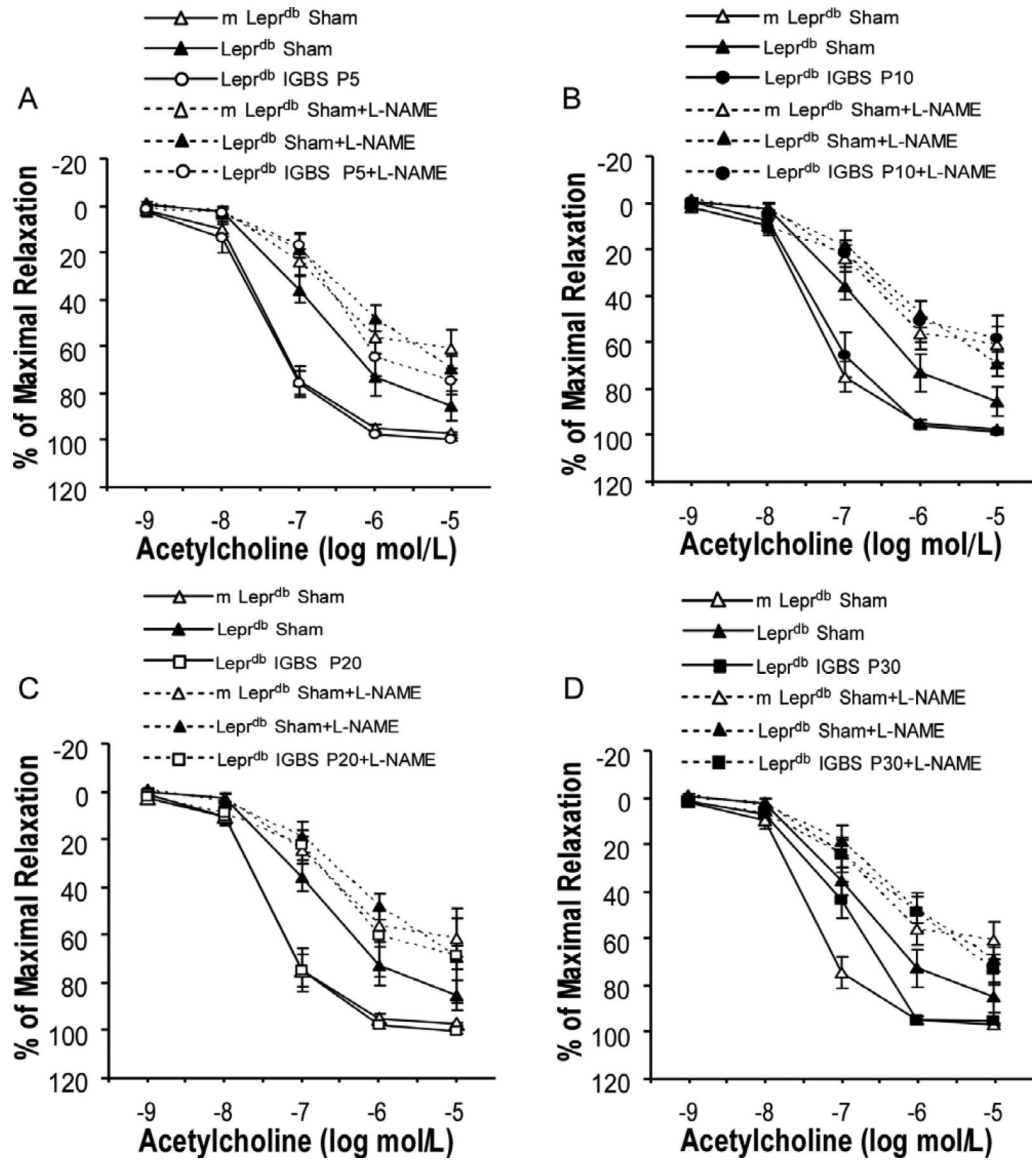 A
m Lepr^db Sham
Lepr^db Sham
Lepr^db IGBS P5
m Lepr^db Sham+L-NAME
Lepr^db Sham+L-NAME
Lepr^db IGBS P5+L-NAME
% of Maximal Relaxation
-20
0
20
40
60
80
100
120
-9 -8 -7 -6 -5
Acetylcholine (log mol/L)
B
m Lepr^db Sham
Lepr^db Sham
Lepr^db IGBS P10
m Lepr^db Sham+L-NAME
Lepr^db Sham+L-NAME
Lepr^db IGBS P10+L-NAME
% of Maximal Relaxation
-20
0
20
40
60
80
100
120
-9 -8 -7 -6 -5
Acetylcholine (log mol/L)
C
m Lepr^db Sham
Lepr^db Sham
Lepr^db IGBS P20
m Lepr^db Sham+L-NAME
Lepr^db Sham+L-NAME
Lepr^db IGBS P20+L-NAME
% of Maximal Relaxation
-20
0
20
40
60
80
100
120
-9 -8 -7 -6 -5
Acetylcholine (log mol/L)
D
m Lepr^db Sham
Lepr^db Sham
Lepr^db IGBS P30
m Lepr^db Sham+L-NAME
Lepr^db Sham+L-NAME
Lepr^db IGBS P30+L-NAME
% of Maximal Relaxation
-20
0
20
40
60
80
100
120
-9 -8 -7 -6 -5
Acetylcholine (log mol/L)